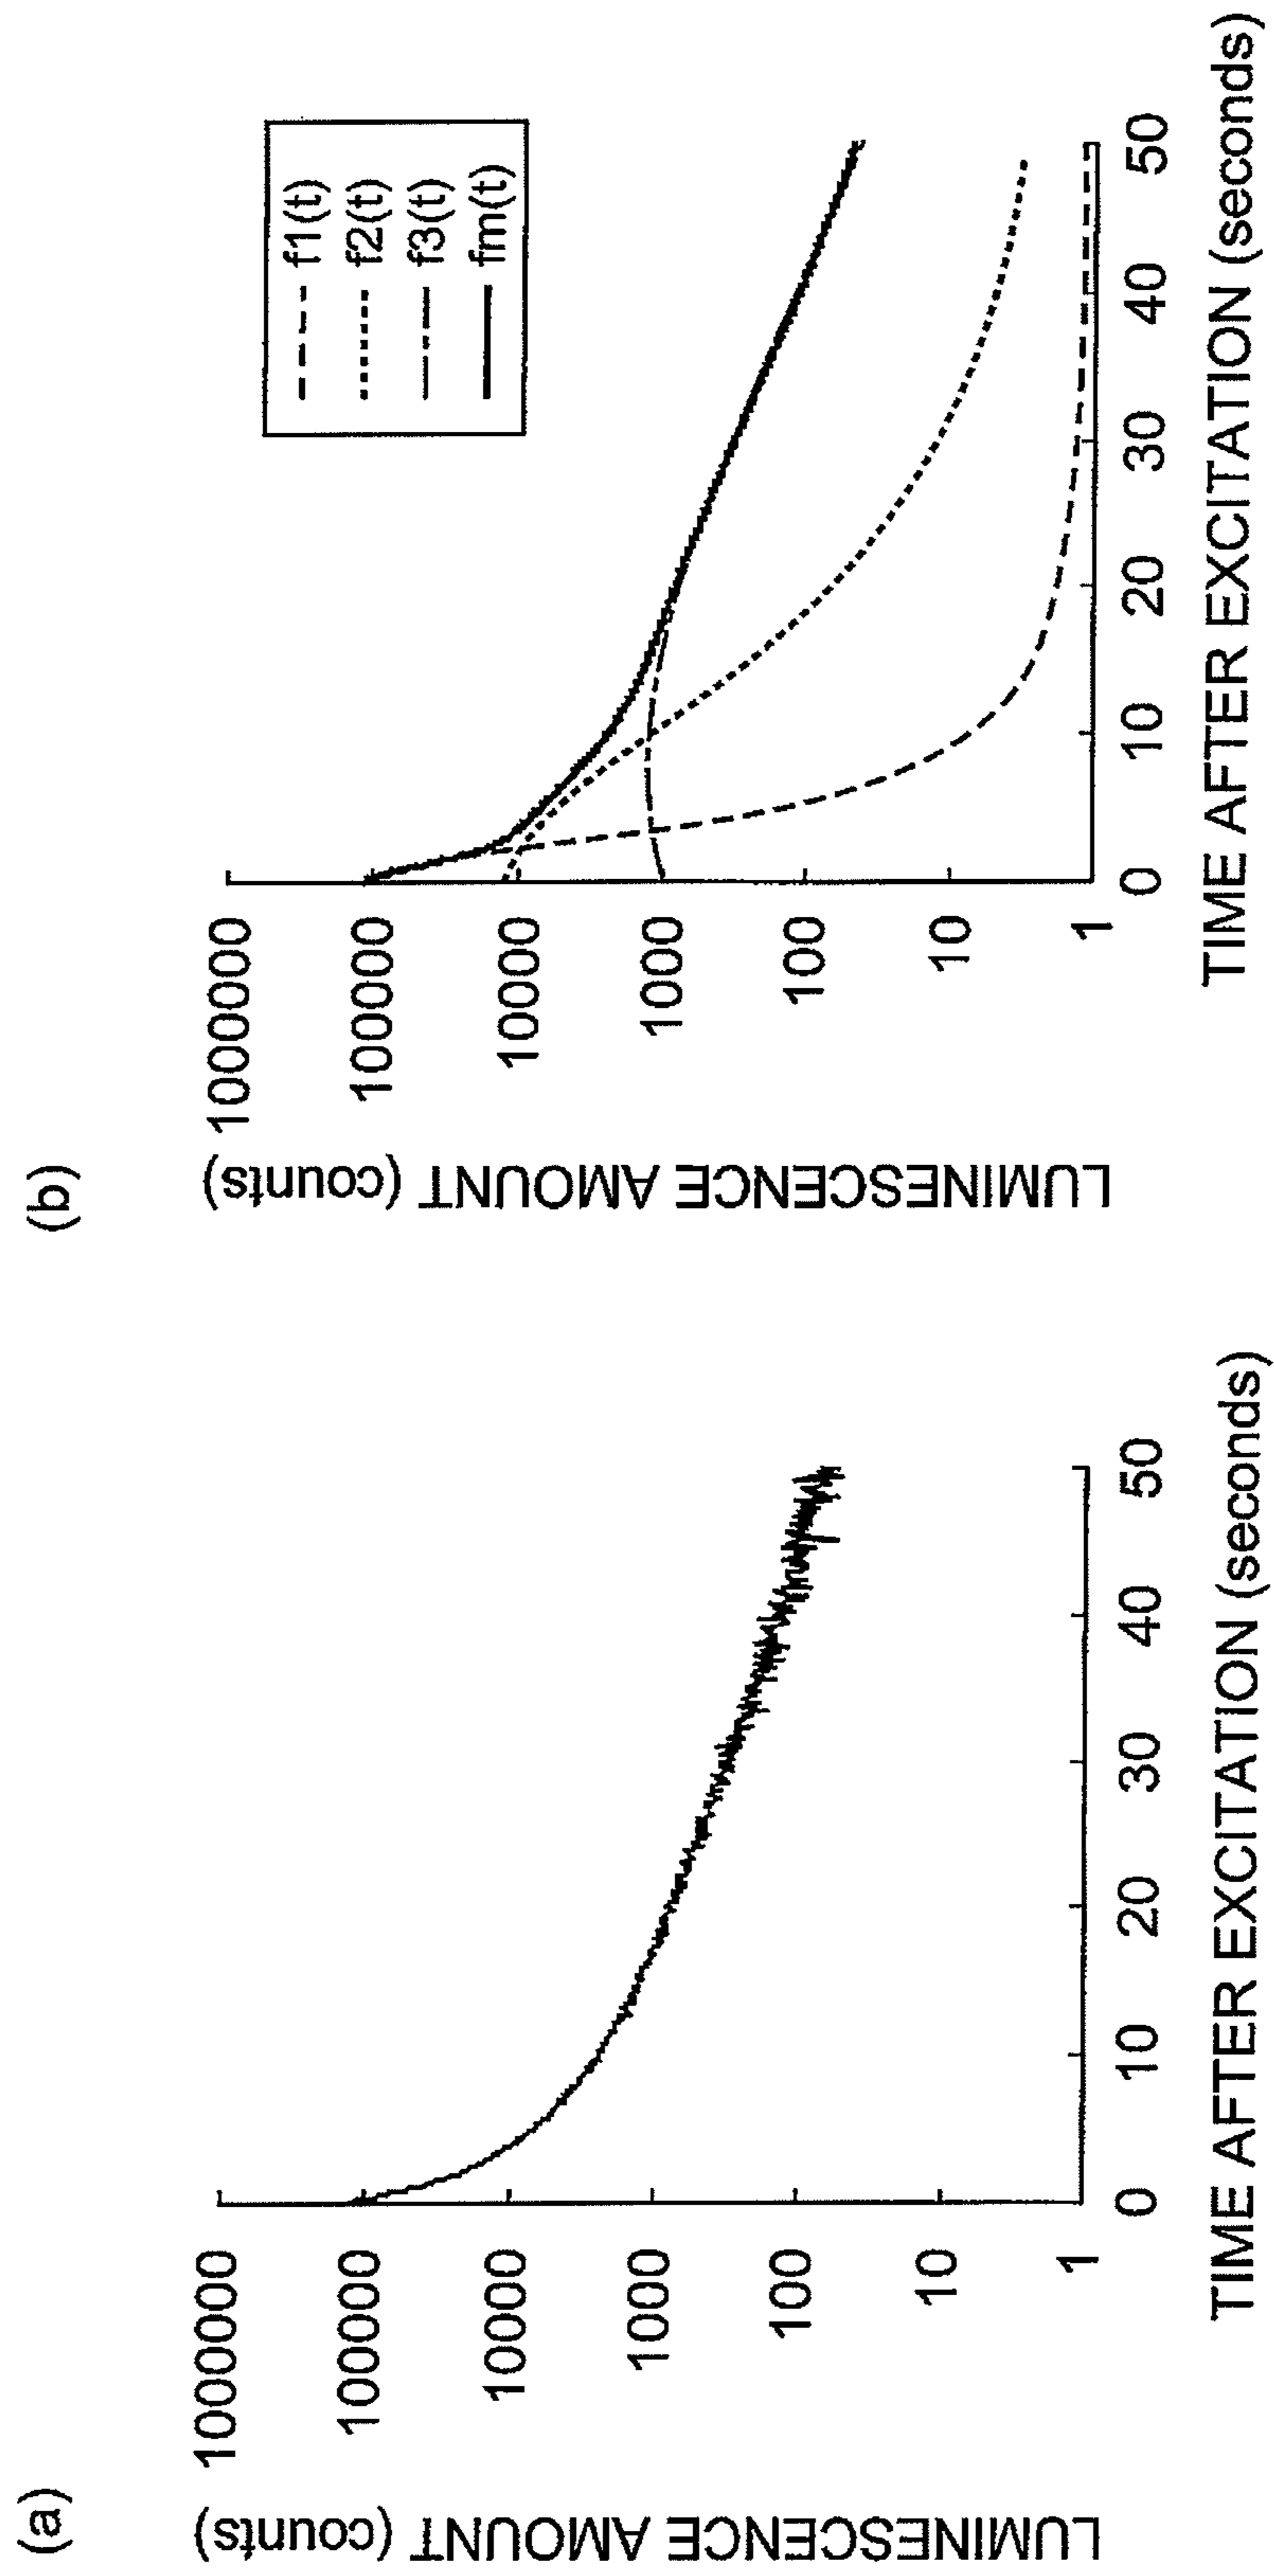 (a)
LUMINESCENCE AMOUNT (counts)
1000000
100000
10000
1000
100
10
1
0 10 20 30 40 50
TIME AFTER EXCITATION (seconds)
(b)
LUMINESCENCE AMOUNT (counts)
1000000
100000
10000
1000
100
10
1
0 10 20 30 40 50
TIME AFTER EXCITATION (seconds)
f1(t)
f2(t)
f3(t)
fm(t)